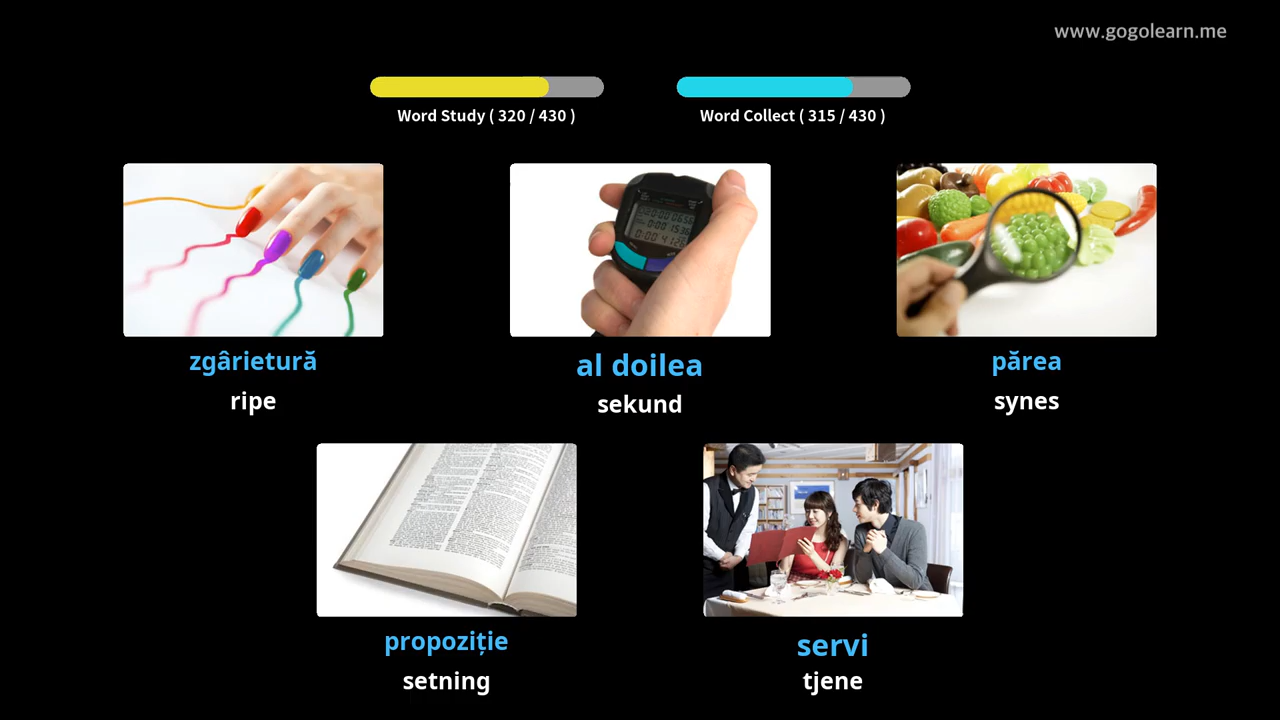 www.gogolearn.me
Word Study ( 320 / 430 )
Word Collect ( 315 / 430 )
zgârietură
ripe
al doilea
sekund
părea
synes
propoziție
setning
servi
tjene